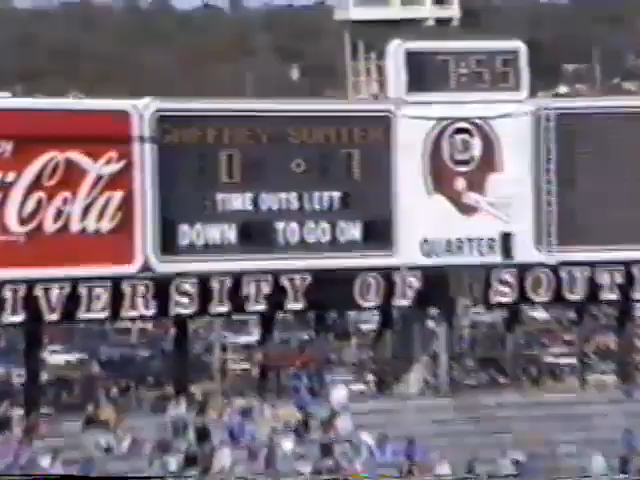 7:55
Cola
GAFFNEY SUMTER
0 7
TIME OUTS LEFT
DOWN TO GO ON
QUARTER
IVERSITY OF SOUT